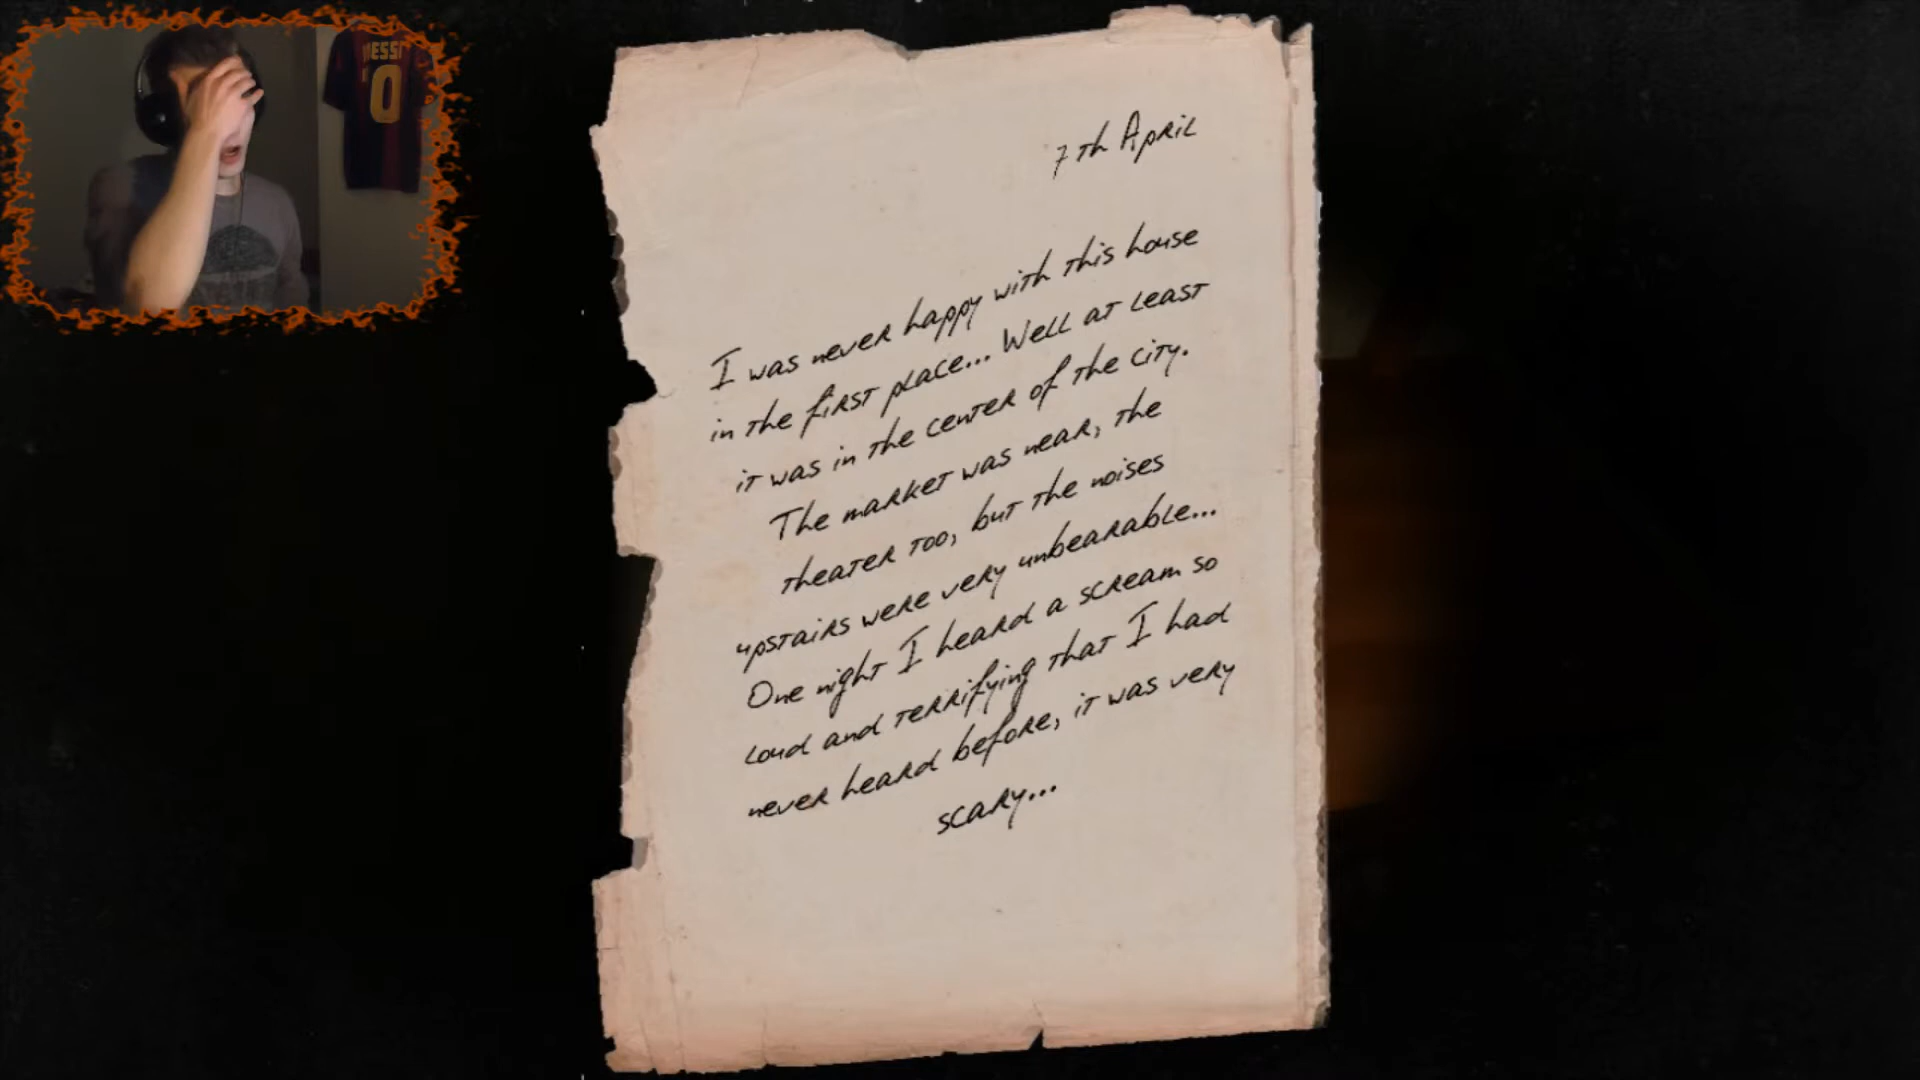 MESSI
10
7th April
I was never happy with this house
in the first place... Well at least
it was in the center of the city.
The market was near, the
theater too, but the noises
upstairs were very unbearable...
One night I heard a scream so
loud and terrifying that I had
never heard before, it was very
scary...